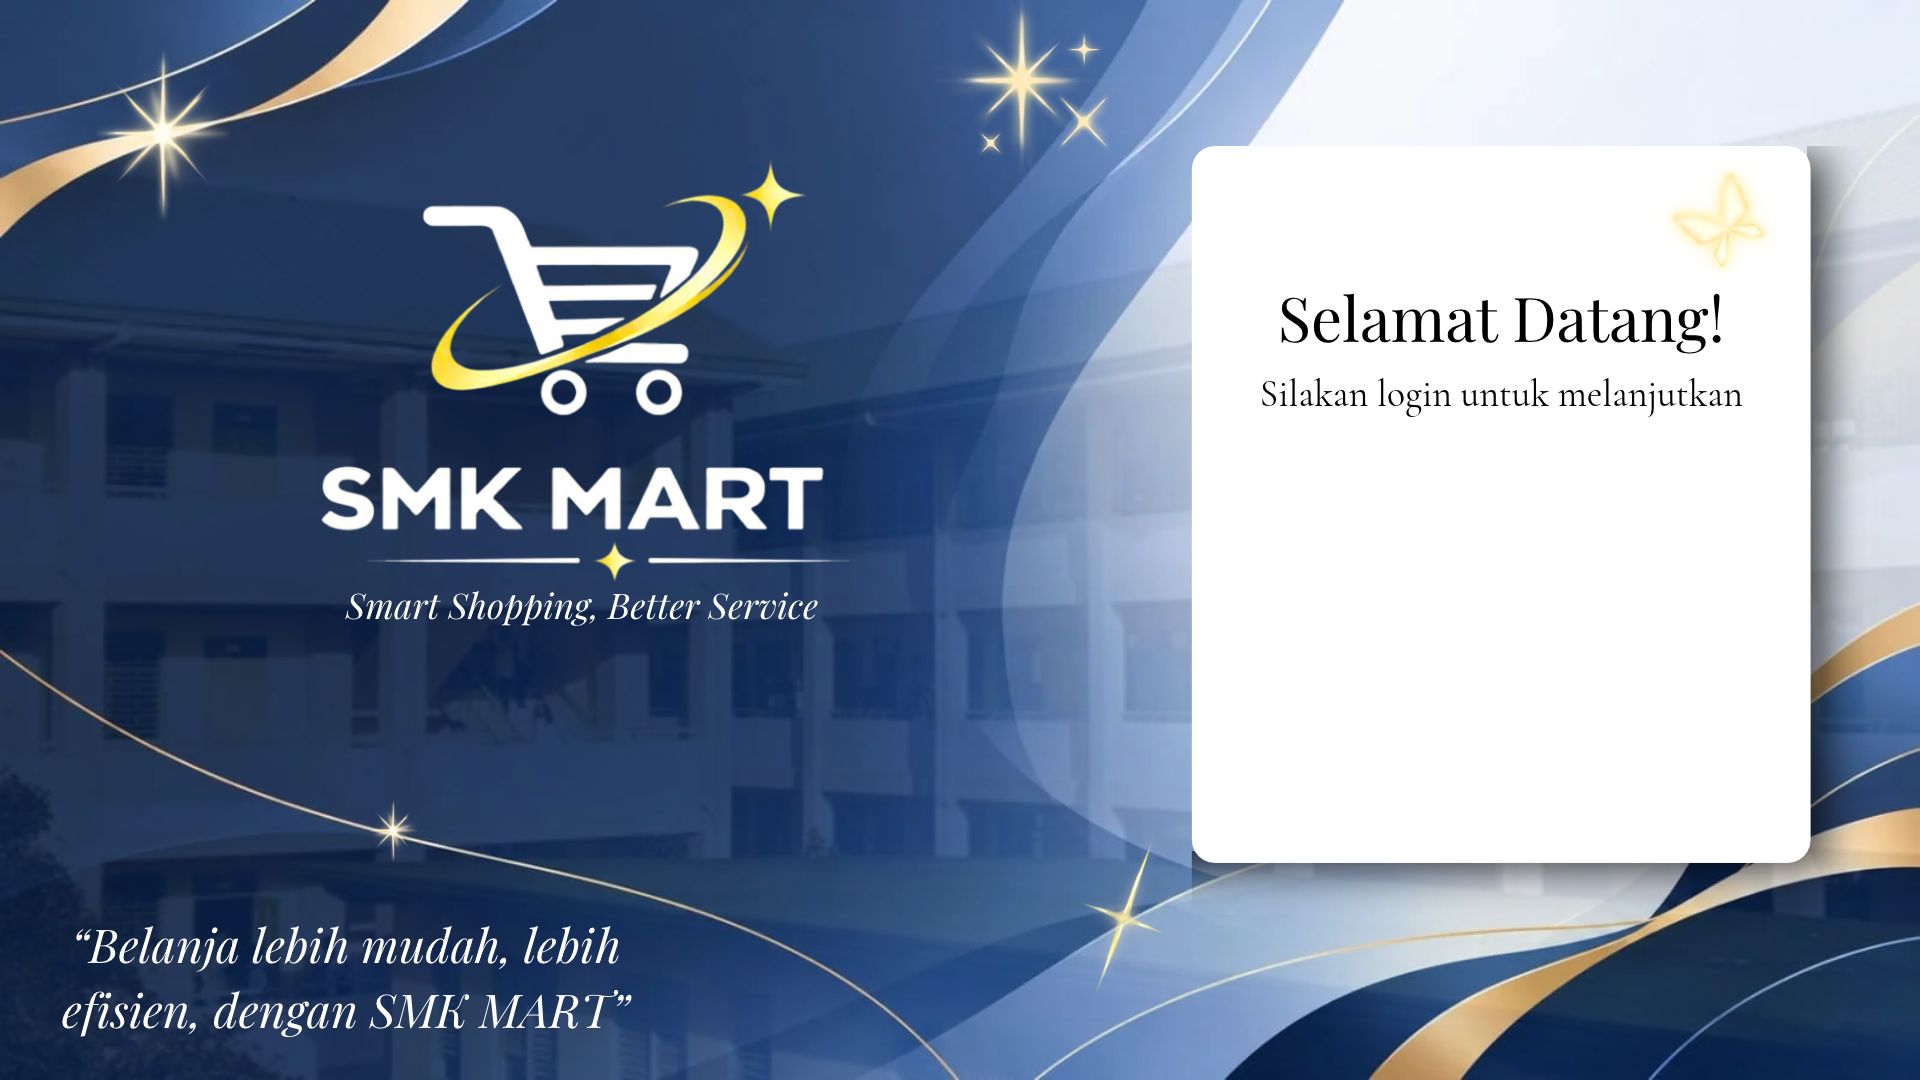 SMK MART
Smart Shopping, Better Service
“Belanja lebih mudah, lebih
efisien, dengan SMK MART”
Selamat Datang!
Silakan login untuk melanjutkan